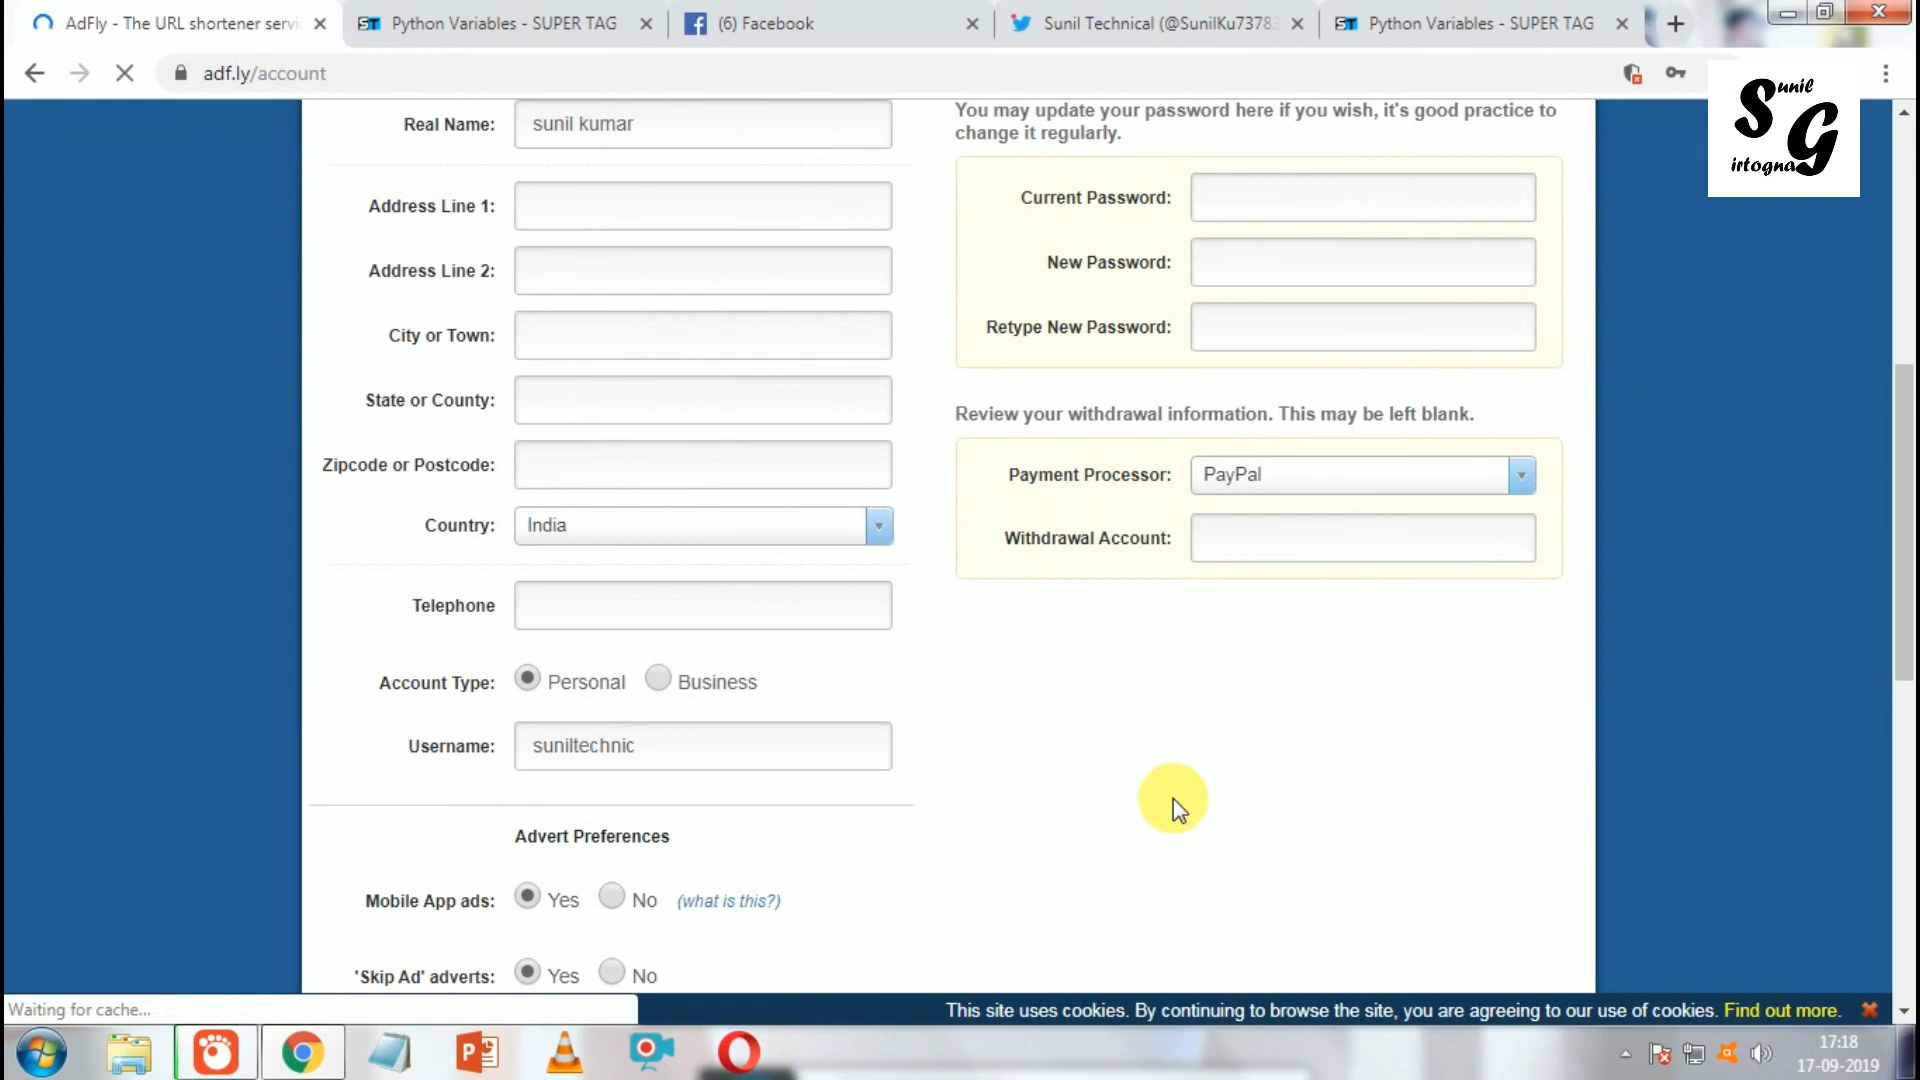 AdFly - The URL shortener servi
Python Variables - SUPER TAG
(6) Facebook
Sunil Technical (@SunilKu7378
Python Variables - SUPER TAG
adf.ly/account
Sunil
Girtogna
Real Name: sunil kumar
Address Line 1:
Address Line 2:
City or Town:
State or County:
Zipcode or Postcode:
Country: India
Telephone
Account Type: Personal Business
Username: suniltechnic
Advert Preferences
Mobile App ads: Yes No (what is this?)
'Skip Ad' adverts: Yes No
You may update your password here if you wish, it's good practice to
change it regularly.
Current Password:
New Password:
Retype New Password:
Review your withdrawal information. This may be left blank.
Payment Processor: PayPal
Withdrawal Account:
Waiting for cache...
This site uses cookies. By continuing to browse the site, you are agreeing to our use of cookies. Find out more.
17:18
17-09-2019